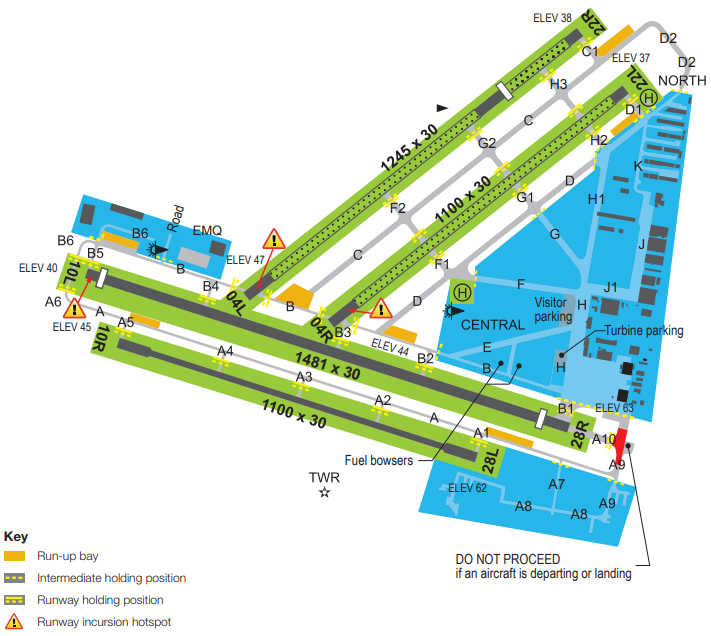 ELEV 38
22R
D2
C1
ELEV 37
D2
NORTH
22L
H3
H
D1
C
1245 x 30
G2
H2
K
D
G1
H1
1100 x 30
F2
G
J
Road
B6
EMQ
B6
B5
C
F1
B
ELEV 47
ELEV 40
10L
F
J1
B4
04L
H
Visitor
parking
H
A6
B
D
A
ELEV 45
A5
04R
B3
CENTRAL
Turbine parking
10R
ELEV 44
E
B2
A4
1481 x 30
B
H
A3
A2
B1
ELEV 63
1100 x 30
A
A1
28R
A10
Fuel bowsers
28L
A9
TWR
ELEV 62
A7
A8
A8
A9
Key
Run-up bay
Intermediate holding position
Runway holding position
Runway incursion hotspot
DO NOT PROCEED
if an aircraft is departing or landing